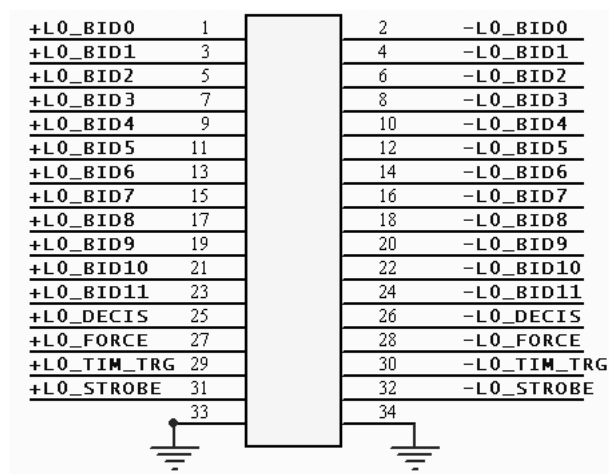 +L0_BID0 1 2 -L0_BID0
+L0_BID1 3 4 -L0_BID1
+L0_BID2 5 6 -L0_BID2
+L0_BID3 7 8 -L0_BID3
+L0_BID4 9 10 -L0_BID4
+L0_BID5 11 12 -L0_BID5
+L0_BID6 13 14 -L0_BID6
+L0_BID7 15 16 -L0_BID7
+L0_BID8 17 18 -L0_BID8
+L0_BID9 19 20 -L0_BID9
+L0_BID10 21 22 -L0_BID10
+L0_BID11 23 24 -L0_BID11
+L0_DECIS 25 26 -L0_DECIS
+L0_FORCE 27 28 -L0_FORCE
+L0_TIM_TRG 29 30 -L0_TIM_TRG
+L0_STROBE 31 32 -L0_STROBE
33 34